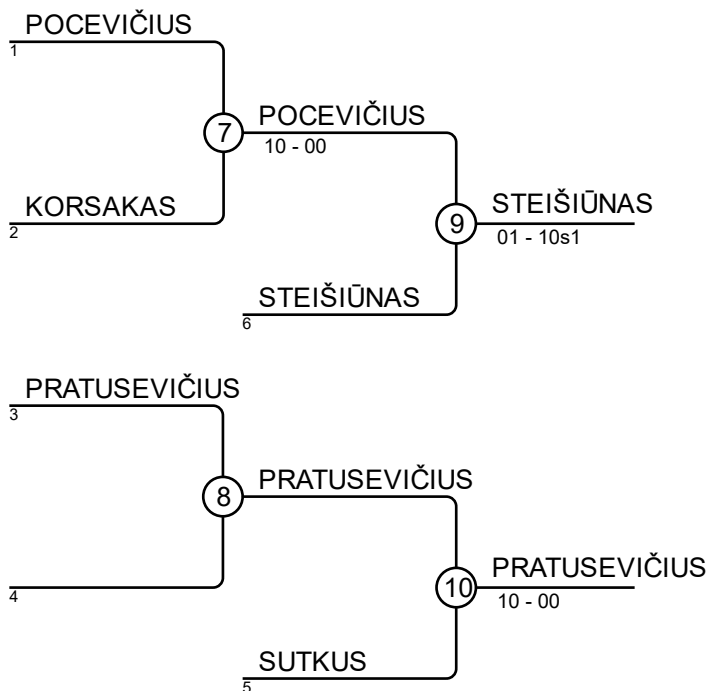 POCEVIČIUS
1
7
POCEVIČIUS
10 - 00
KORSAKAS
2
9
STEIŠIŪNAS
01 - 10s1
STEIŠIŪNAS
6
PRATUSEVIČIUS
3
8
PRATUSEVIČIUS
4
10
PRATUSEVIČIUS
10 - 00
SUTKUS
5